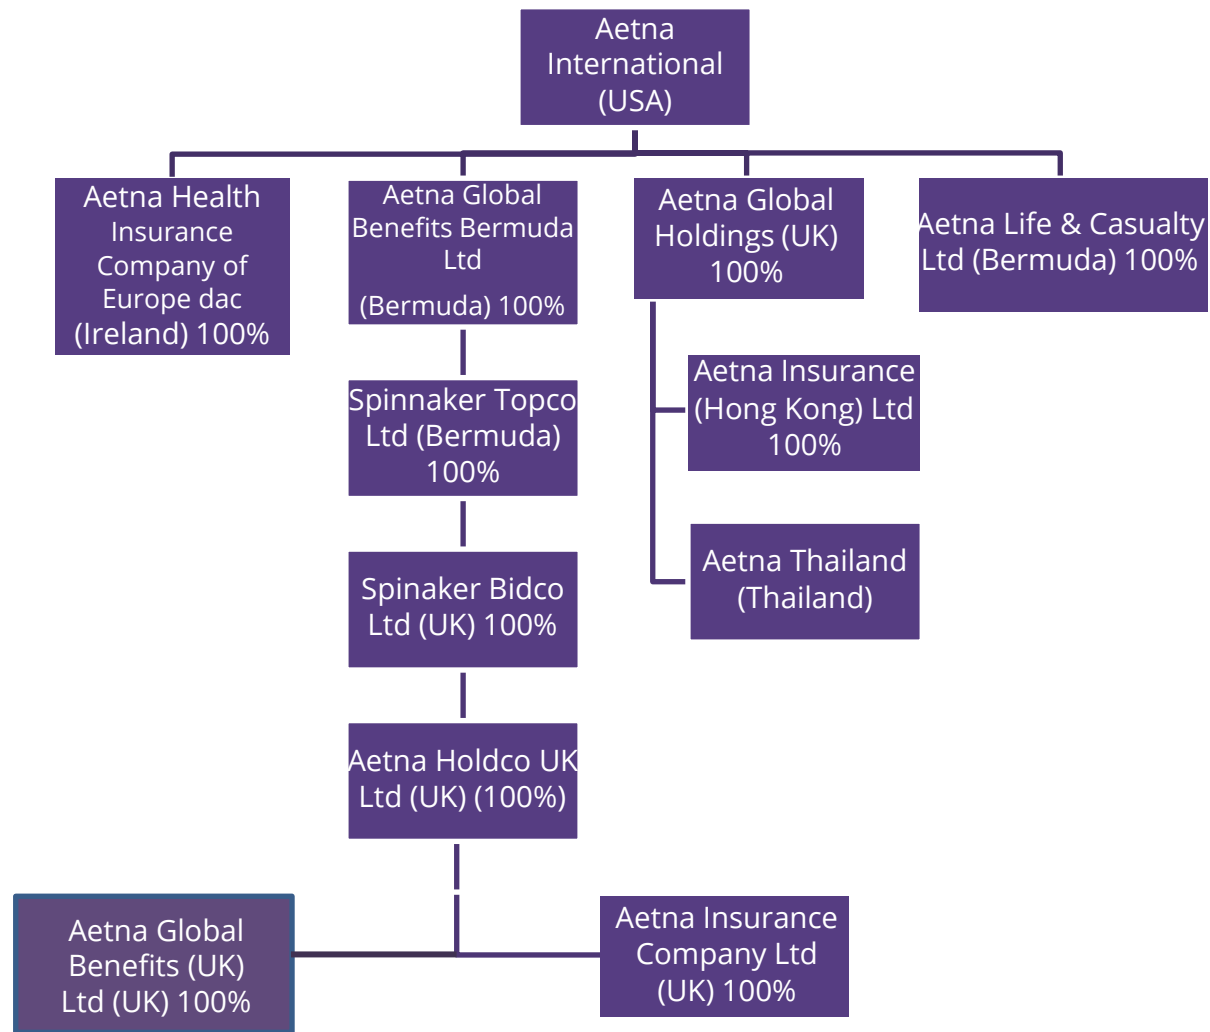 Aetna
International
(USA)
Aetna Health
Insurance
Company of
Europe dac
(Ireland) 100%
Aetna Global
Benefits Bermuda
Ltd
(Bermuda) 100%
Aetna Global
Holdings (UK)
100%
Aetna Life & Casualty
Ltd (Bermuda) 100%
Aetna Insurance
(Hong Kong) Ltd
100%
Spinnaker Topco
Ltd (Bermuda)
100%
Aetna Thailand
(Thailand)
Spinaker Bidco
Ltd (UK) 100%
Aetna Holdco UK
Ltd (UK) (100%)
Aetna Global
Benefits (UK)
Ltd (UK) 100%
Aetna Insurance
Company Ltd
(UK) 100%